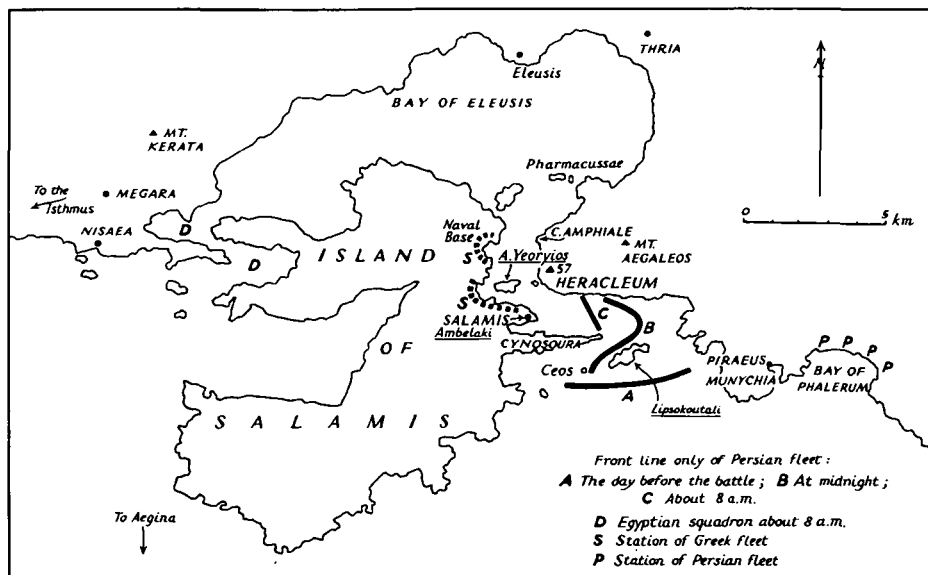 THRIA
Eleusis
BAY OF ELEUSIS
N
MT.
KERATA
Pharmacussae
To the
Isthmus
MEGARA
0 5
km
NISAEA
D
Naval
Base
C. AMPHIALE
MT.
AEGALEOS
D
ISLAND
S
A. Yeoryios
57
HERACLEUM
S
SALAMIS
Ambelaki
C
B
CYNOSOURA
P P P P
OF
Ceos
PIRAEUS
MUNYCHIA
BAY OF
PHALERUM
A
Lipsokoutali
SALAMIS
Front line only of Persian fleet :
A The day before the battle ; B At midnight ;
C About 8 a.m.
To Aegina
D Egyptian squadron about 8 a.m.
S Station of Greek fleet
P Station of Persian fleet